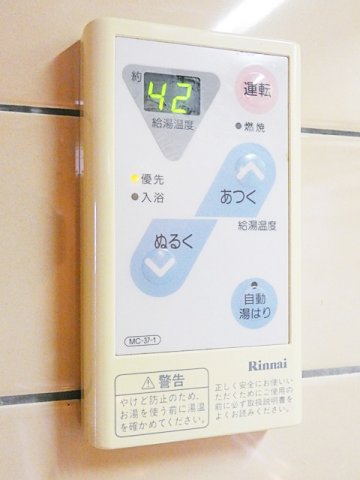 約 42
給湯温度
運転
燃焼
優先
入浴
あつく
ぬるく
給湯温度
自動
湯はり
MC-37-1
Rinnai
⚠警告
やけど防止のため、
お湯を使う前に湯温
を確かめてください。
正しく安全にお使いい
ただくためにご使用の
前に必ず取扱説明書を
よくお読みください。